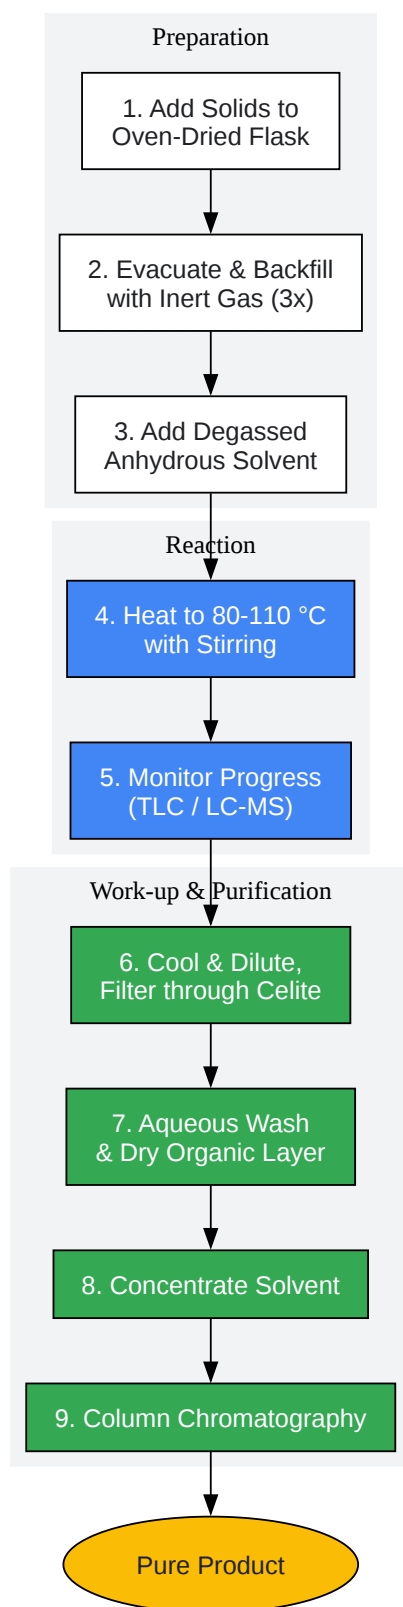 Preparation
1. Add Solids to
Oven-Dried Flask
2. Evacuate & Backfill
with Inert Gas (3x)
3. Add Degassed
Anhydrous Solvent
Reaction
4. Heat to 80-110 °C
with Stirring
5. Monitor Progress
(TLC / LC-MS)
Work-up & Purification
6. Cool & Dilute,
Filter through Celite
7. Aqueous Wash
& Dry Organic Layer
8. Concentrate Solvent
9. Column Chromatography
Pure Product